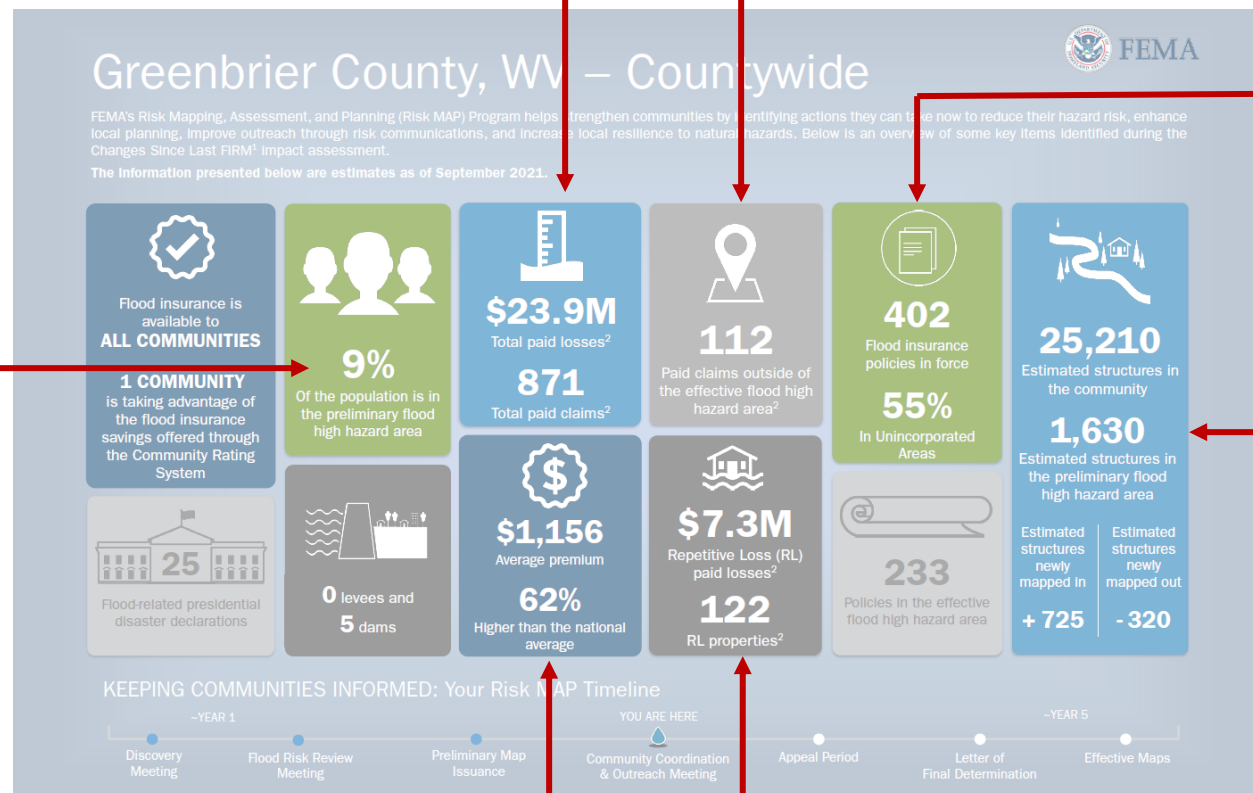 Greenbrier County, WV – Countywide
FEMA
FEMA's Risk Mapping, Assessment, and Planning (Risk MAP) Program helps strengthen communities by identifying actions they can take now to reduce their hazard risk, enhance
local planning, improve outreach through risk communications, and increase local resilience to natural hazards. Below is an overview of some key items identified during the
Changes Since Last FIRM¹ impact assessment.
The information presented below are estimates as of September 2021.
Flood insurance is
available to
ALL COMMUNITIES
1 COMMUNITY
is taking advantage of
the flood insurance
savings offered through
the Community Rating
System
25
Flood-related presidential
disaster declarations
9%
Of the population is in
the preliminary flood
high hazard area
0 levees and
5 dams
$23.9M
Total paid losses²
871
Total paid claims²
$
$1,156
Average premium
62%
Higher than the national
average
112
Paid claims outside of
the effective flood high
hazard area²
$7.3M
Repetitive Loss (RL)
paid losses²
122
RL properties²
402
Flood insurance
policies in force
55%
In Unincorporated
Areas
233
Policies in the effective
flood high hazard area
25,210
Estimated structures in
the community
1,630
Estimated structures in
the preliminary flood
high hazard area
Estimated
structures
newly
mapped in
+ 725
Estimated
structures
newly
mapped out
- 320
KEEPING COMMUNITIES INFORMED: Your Risk MAP Timeline
~YEAR 1
YOU ARE HERE
~YEAR 5
Discovery
Meeting
Flood Risk Review
Meeting
Preliminary Map
Issuance
Community Coordination
& Outreach Meeting
Appeal Period
Letter of
Final Determination
Effective Maps